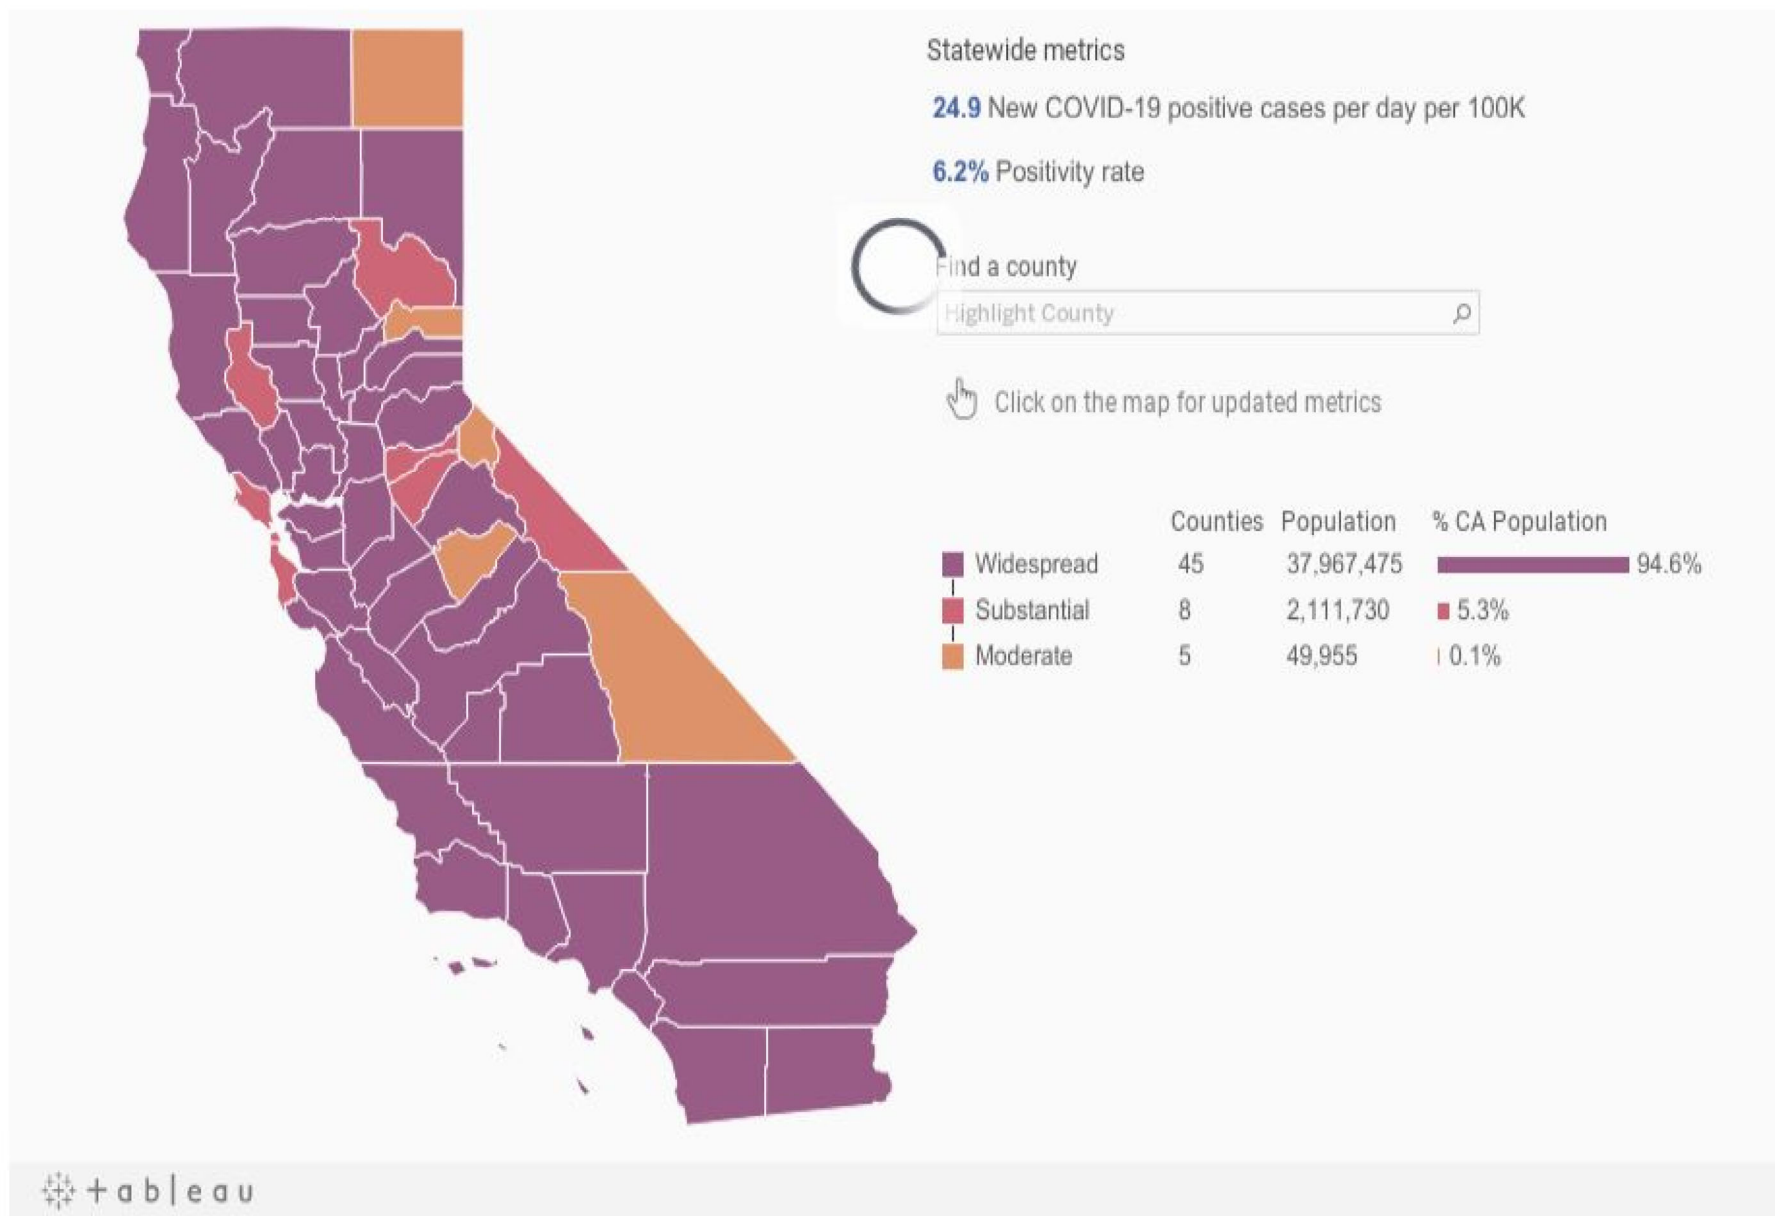 Statewide metrics
24.9 New COVID-19 positive cases per day per 100K
6.2% Positivity rate
Find a county
Highlight County
Click on the map for updated metrics
Counties Population % CA Population
Widespread 45 37,967,475 94.6%
Substantial 8 2,111,730 5.3%
Moderate 5 49,955 0.1%
+ableau